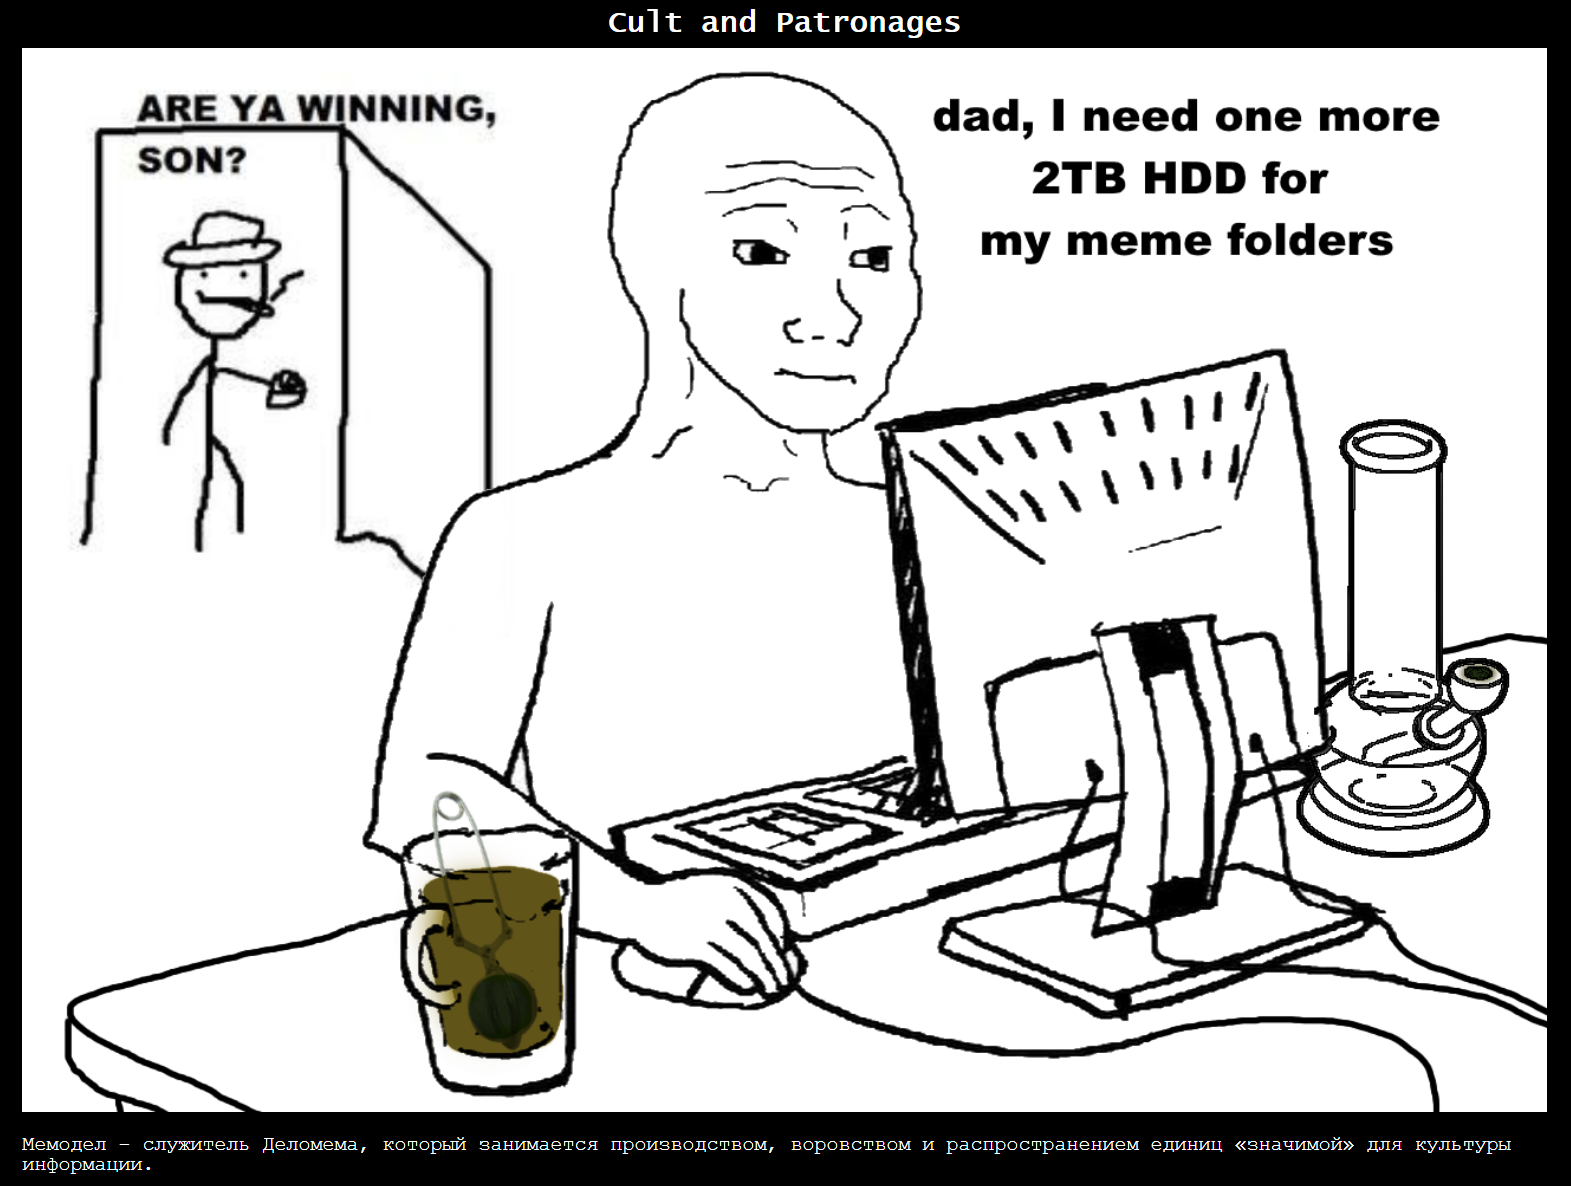 Cult and Patronages
ARE YA WINNING,
SON?
dad, I need one more
2TB HDD for
my meme folders
Мемодел – служитель Деломема, который занимается производством, воровством и распространением единиц «значимой» для культуры
информации.